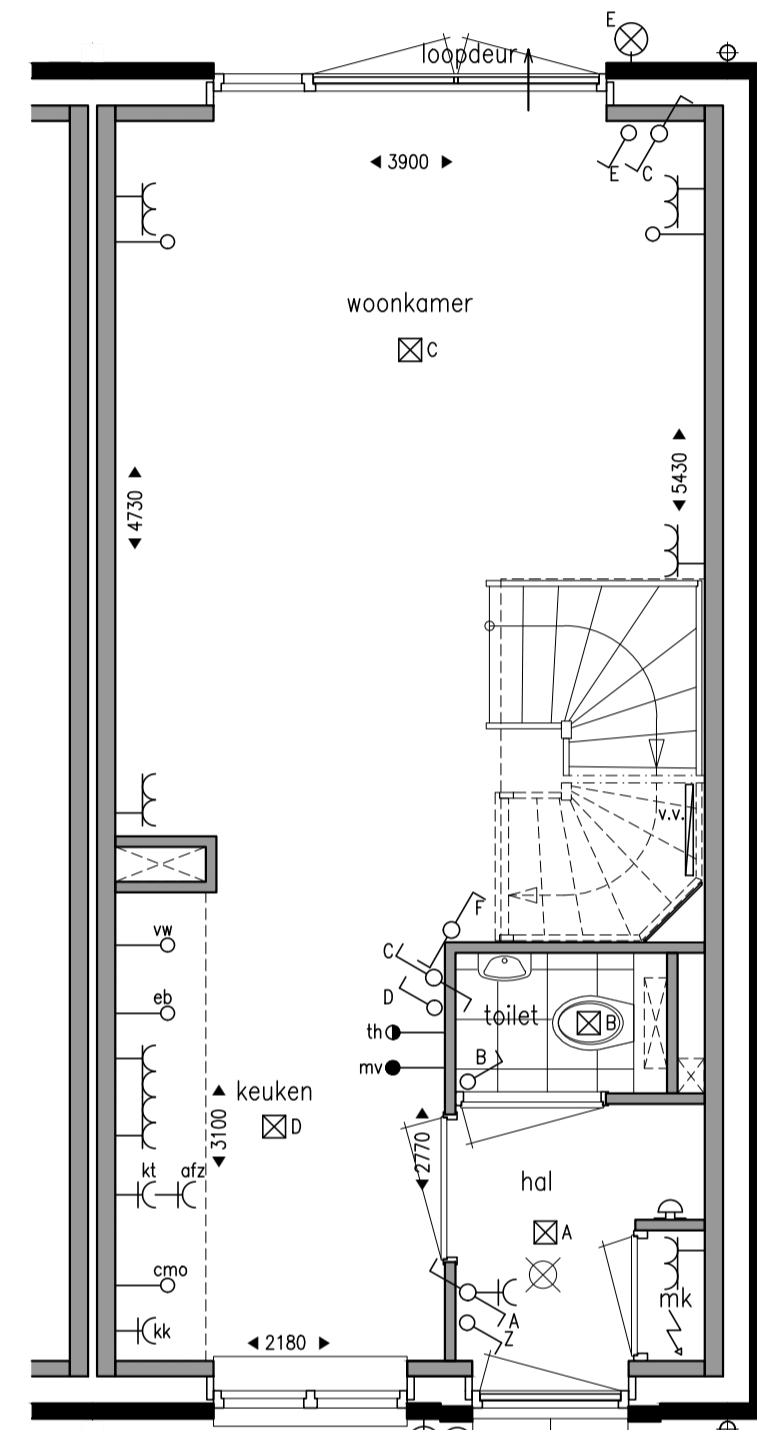 E
loopdeur
3900
E
C
woonkamer
C
4730
5430
v.v.
F
vw
C
eb
D
toilet
B
th
mv
B
keuken
D
3100
2770
kt
afz
hal
A
cmo
mk
A
kk
Z
2180